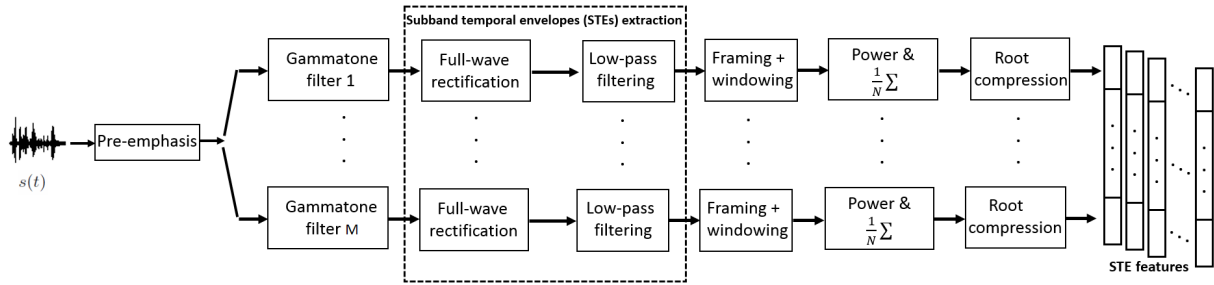 Subband temporal envelopes (STEs) extraction
Gammatone
filter 1
Full-wave
rectification
Low-pass
filtering
Framing +
windowing
Power &
1/N ∑
Root
compression
Pre-emphasis
s(t)
Gammatone
filter M
Full-wave
rectification
Low-pass
filtering
Framing +
windowing
Power &
1/N ∑
Root
compression
STE features